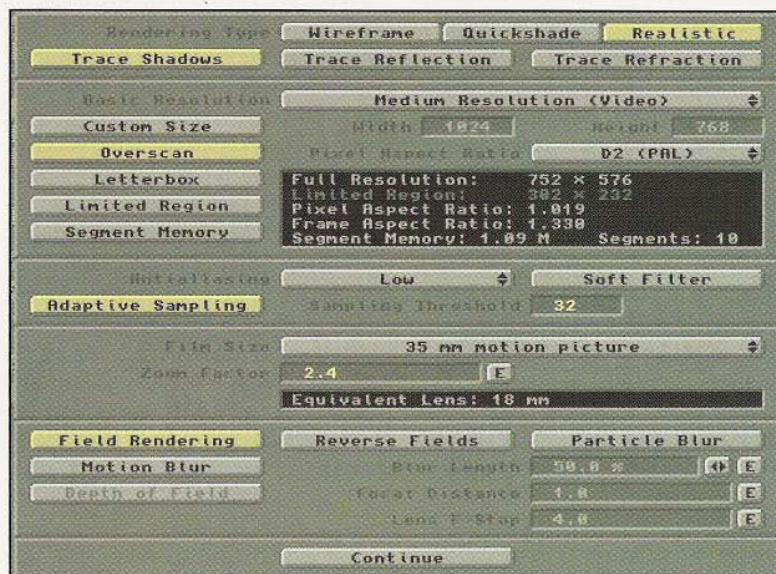 Rendering Type Wireframe Quickshade Realistic
Trace Shadows Trace Reflection Trace Refraction
Basic Resolution Medium Resolution (Video)
Custom Size Width 1024 Height 768
Overscan Pixel Aspect Ratio D2 (PAL)
Letterbox
Limited Region
Segment Memory
Full Resolution: 752 x 576
Limited Region: 302 x 232
Pixel Aspect Ratio: 1.019
Frame Aspect Ratio: 1.330
Segment Memory: 1.09 M Segments: 10
Antialiasing Low Soft Filter
Adaptive Sampling Sampling Threshold 32
Film Size 35 mm motion picture
Zoom Factor 2.4 E
Equivalent Lens: 18 mm
Field Rendering Reverse Fields Particle Blur
Motion Blur Blur Length 50.0 % E
Depth of Field Focal Distance 1.0 E
Lens F-Stop 4.0 E
Continue